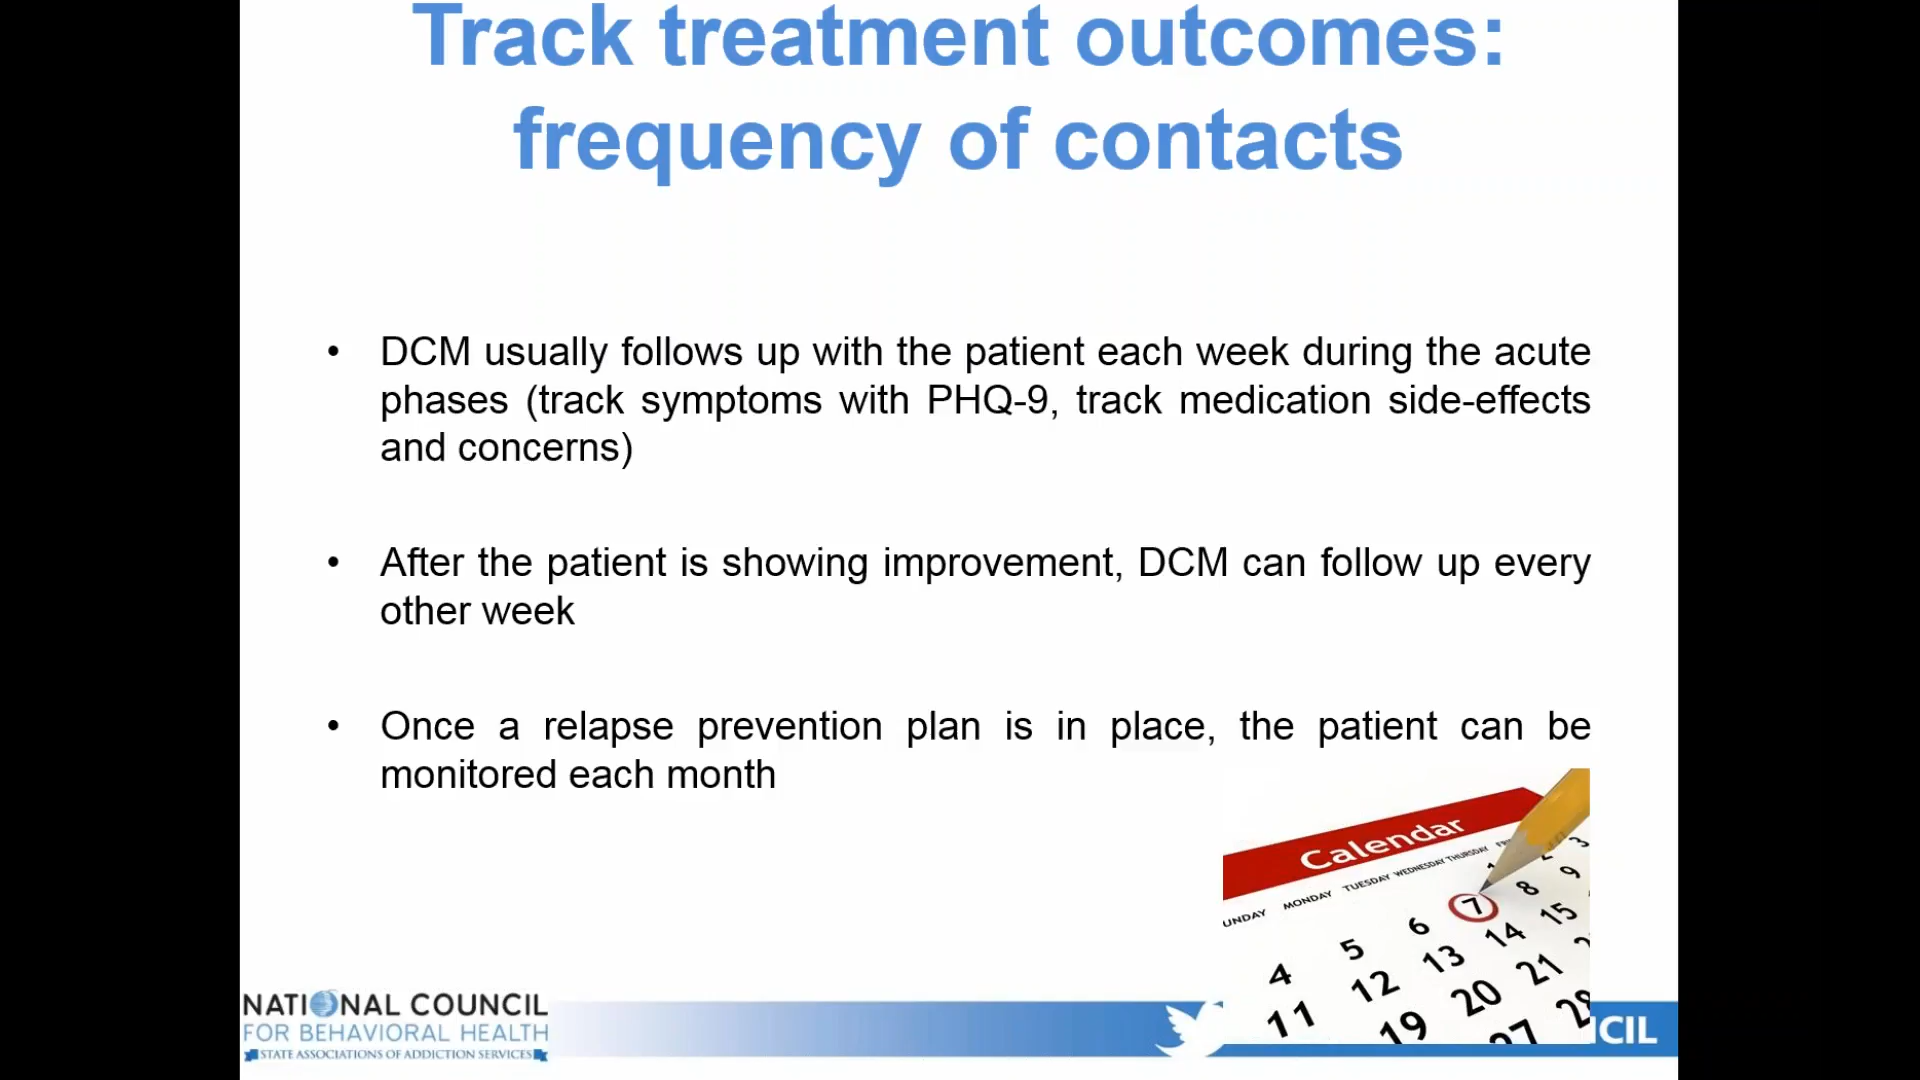 Track treatment outcomes:
frequency of contacts
• DCM usually follows up with the patient each week during the acute
phases (track symptoms with PHQ-9, track medication side-effects
and concerns)
• After the patient is showing improvement, DCM can follow up every
other week
• Once a relapse prevention plan is in place, the patient can be
monitored each month
Calendar
MONDAY TUESDAY WEDNESDAY THURSDAY
4 5 6 7 8 9
11 12 13 14 15
19 20 21
NATIONAL COUNCIL
FOR BEHAVIORAL HEALTH
STATE ASSOCIATIONS OF ADDICTION SERVICES
CIL